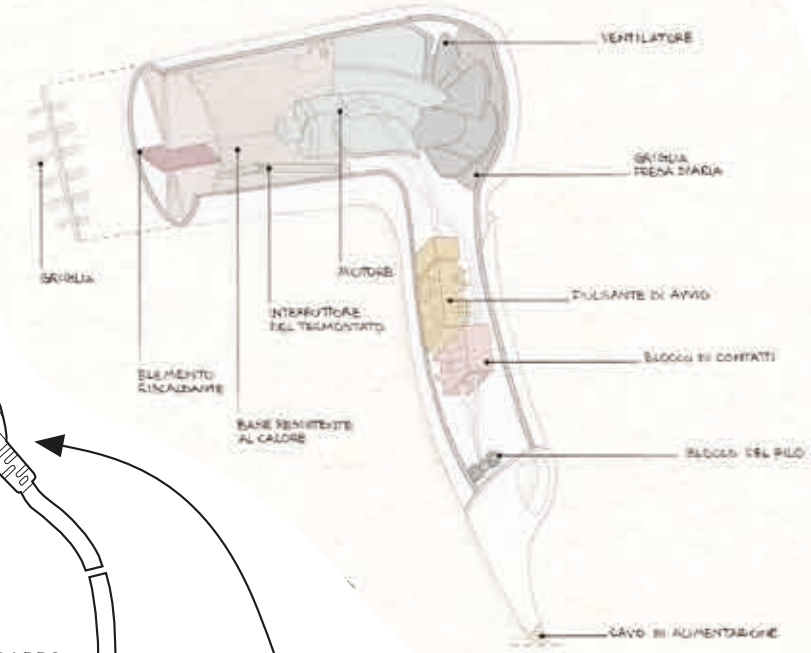 VENTILATORE
GRIGLIA
PRESA D'ARIA
GRIGLIA
MOTORE
PULSANTE DI AVVIO
INTERRUTTORE
DEL TERMOSTATO
BLOCCO DI CONTATTI
ELEMENTO
RISCALDANTE
BASE RESISTENTE
AL CALORE
BLOCCO DEL FILO
CAVO DI ALIMENTAZIONE